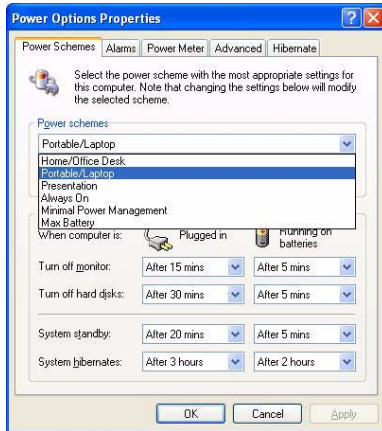 Power Options Properties
Power Schemes Alarms Power Meter Advanced Hibernate
Select the power scheme with the most appropriate settings for
this computer. Note that changing the settings below will modify
the selected scheme.
Power schemes
Portable/Laptop
Home/Office Desk
Portable/Laptop
Presentation
Always On
Minimal Power Management
Max Battery
When computer is: Plugged in Running on
batteries
Turn off monitor: After 15 mins After 5 mins
Turn off hard disks: After 30 mins After 5 mins
System standby: After 20 mins After 5 mins
System hibernates: After 3 hours After 2 hours
OK Cancel Apply